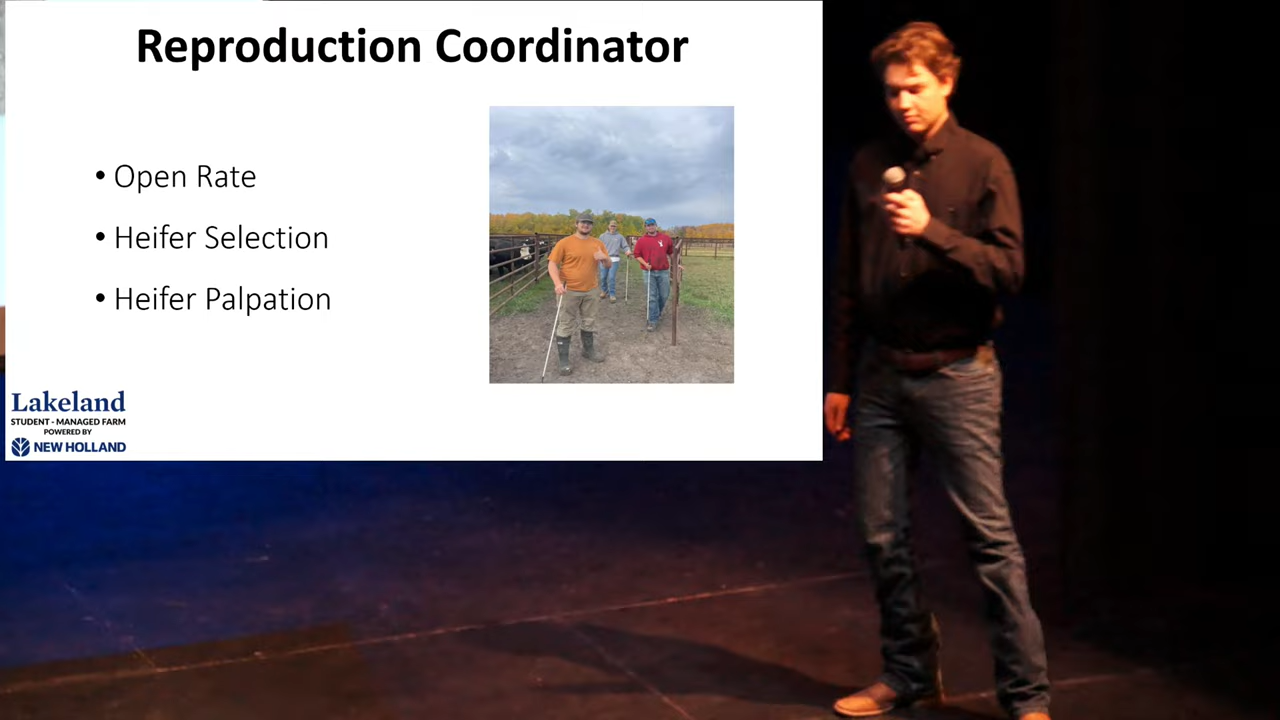 Reproduction Coordinator
• Open Rate
• Heifer Selection
• Heifer Palpation
Lakeland
STUDENT - MANAGED FARM
POWERED BY
NEW HOLLAND